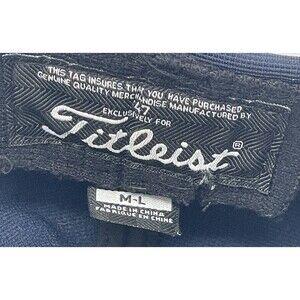 THIS TAG INSURES THAT YOU HAVE PURCHASED
GENUINE QUALITY MERCHANDISE MANUFACTURED BY
47
EXCLUSIVELY FOR
Titleist®
M-L
MADE IN CHINA
FABRIQUE EN CHINE